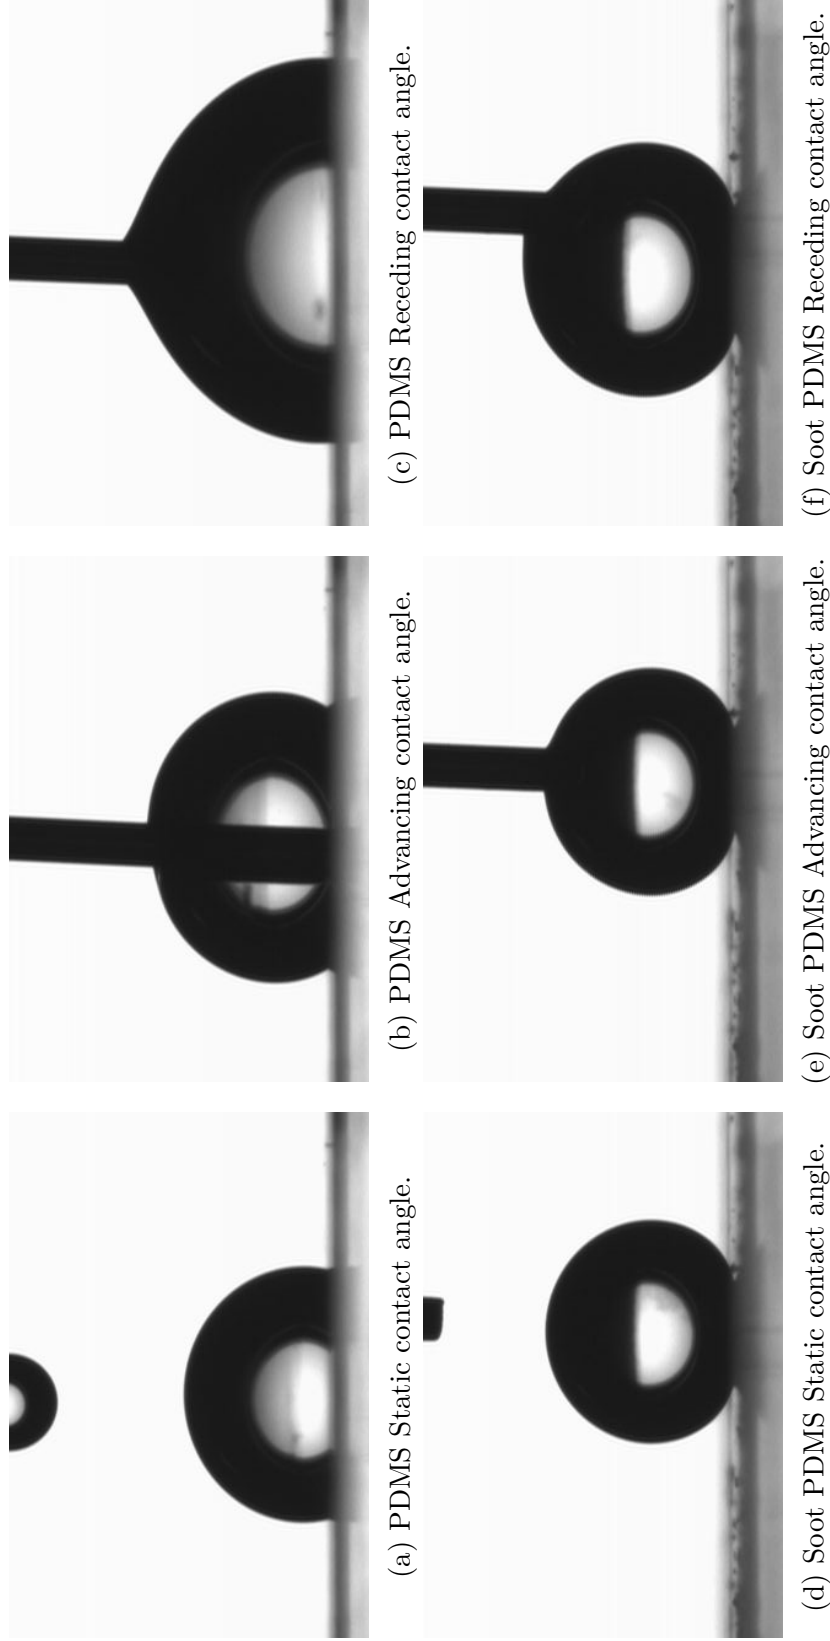 (a) PDMS Static contact angle.
(b) PDMS Advancing contact angle.
(c) PDMS Receding contact angle.
(d) Soot PDMS Static contact angle.
(e) Soot PDMS Advancing contact angle.
(f) Soot PDMS Receding contact angle.